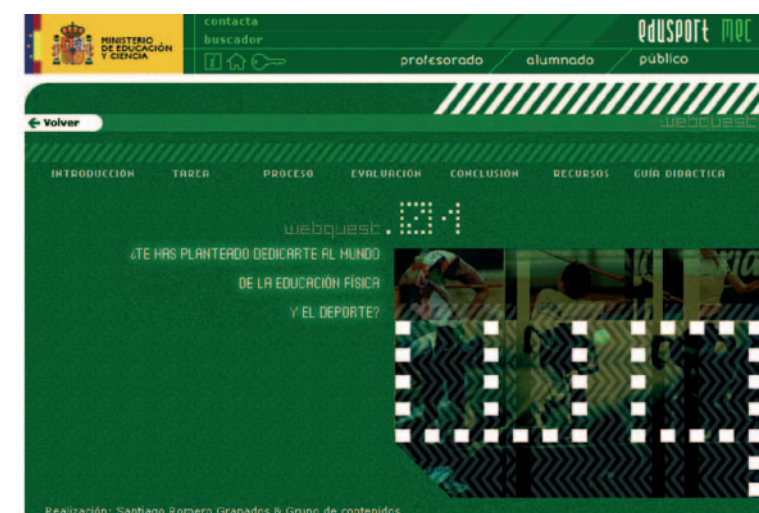 contacta
buscador
MINISTERIO
DE EDUCACIÓN
Y CIENCIA
edusport mec
profesorado
alumnado
público
Volver
webquest
INTRODUCCIÓN TAREA PROCESO EVALUACIÓN CONCLUSIÓN RECURSOS GUÍA DIDÁCTICA
webquest.01
¿TE HAS PLANTEADO DEDICARTE AL MUNDO
DE LA EDUCACIÓN FÍSICA
Y EL DEPORTE?
Realización: Santiago Romero Granados & Grupo de contenidos